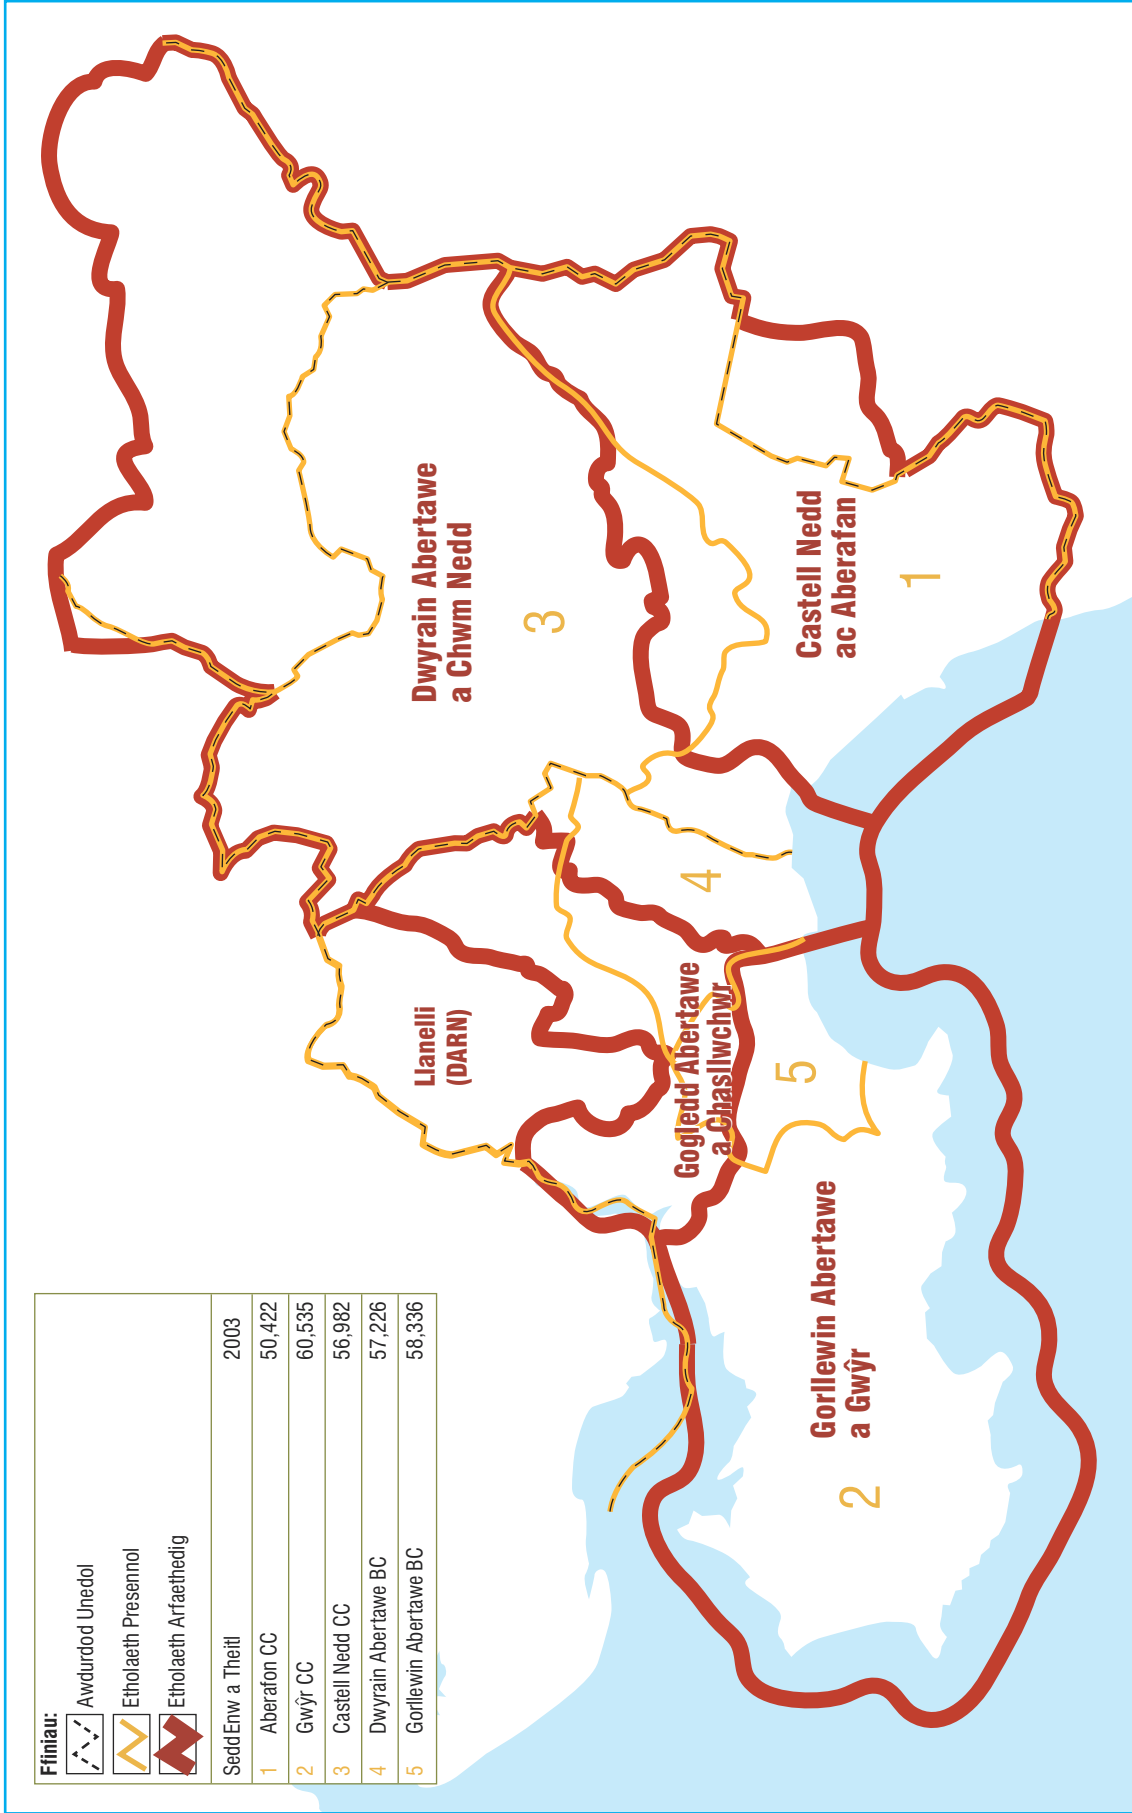 Ffiniau:
Awdurdod Unedol
Etholaeth Presennol
Etholaeth Arfaethedig
Sedd Enw a Theitl 2003
1 Aberafon CC 50,422
2 Gŵyr CC 60,535
3 Castell Nedd CC 56,982
4 Dwyrain Abertawe BC 57,226
5 Gorllewin Abertawe BC 58,336
Llanelli
(DARN)
Dwyrain Abertawe
a Chwm Nedd
3
Gogledd Abertawe
a Chasllwchwr
4
Castell Nedd
ac Aberafan
1
5
Gorllewin Abertawe
a Gwŷr
2